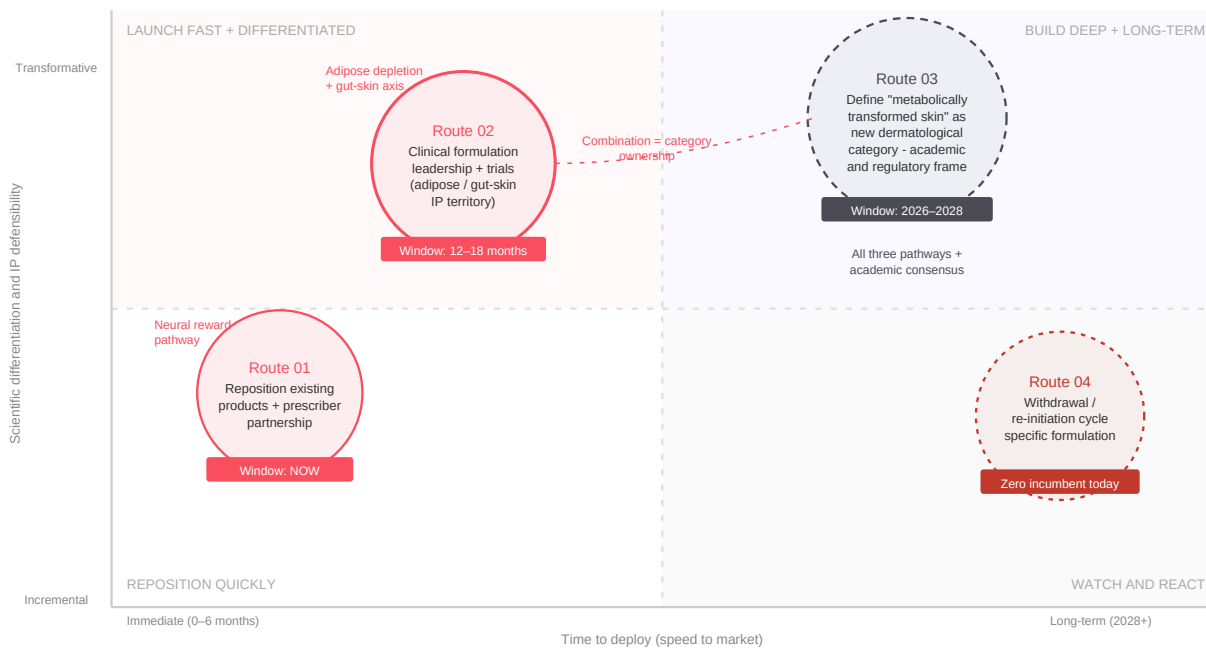 LAUNCH FAST + DIFFERENTIATED
BUILD DEEP + LONG-TERM
Transformative
Adipose depletion
+ gut-skin axis
Route 02
Clinical formulation
leadership + trials
(adipose / gut-skin
IP territory)
Window: 12–18 months
Combination = category
ownership
Route 03
Define "metabolically
transformed skin" as
new dermatological
category - academic
and regulatory frame
Window: 2026–2028
All three pathways +
academic consensus
Scientific differentiation and IP defensibility
Neural reward
pathway
Route 01
Reposition existing
products + prescriber
partnership
Window: NOW
Route 04
Withdrawal /
re-initiation cycle
specific formulation
Zero incumbent today
REPOSITION QUICKLY
WATCH AND REACT
Incremental
Immediate (0–6 months)
Long-term (2028+)
Time to deploy (speed to market)